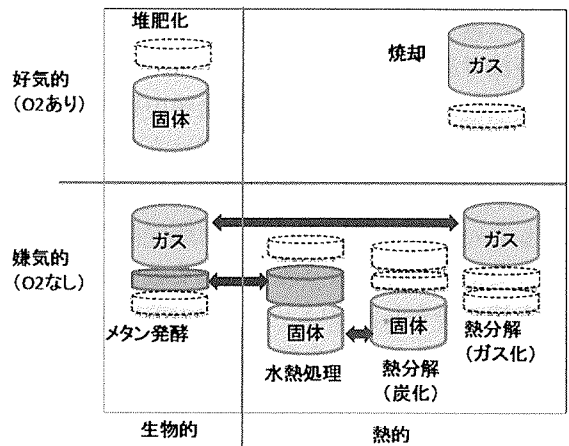 堆肥化
焼却
好気的
(O2あり)
固体
ガス
嫌気的
(O2なし)
ガス
ガス
固体
固体
メタン発酵
水熱処理
熱分解
(炭化)
熱分解
(ガス化)
生物的
熱的